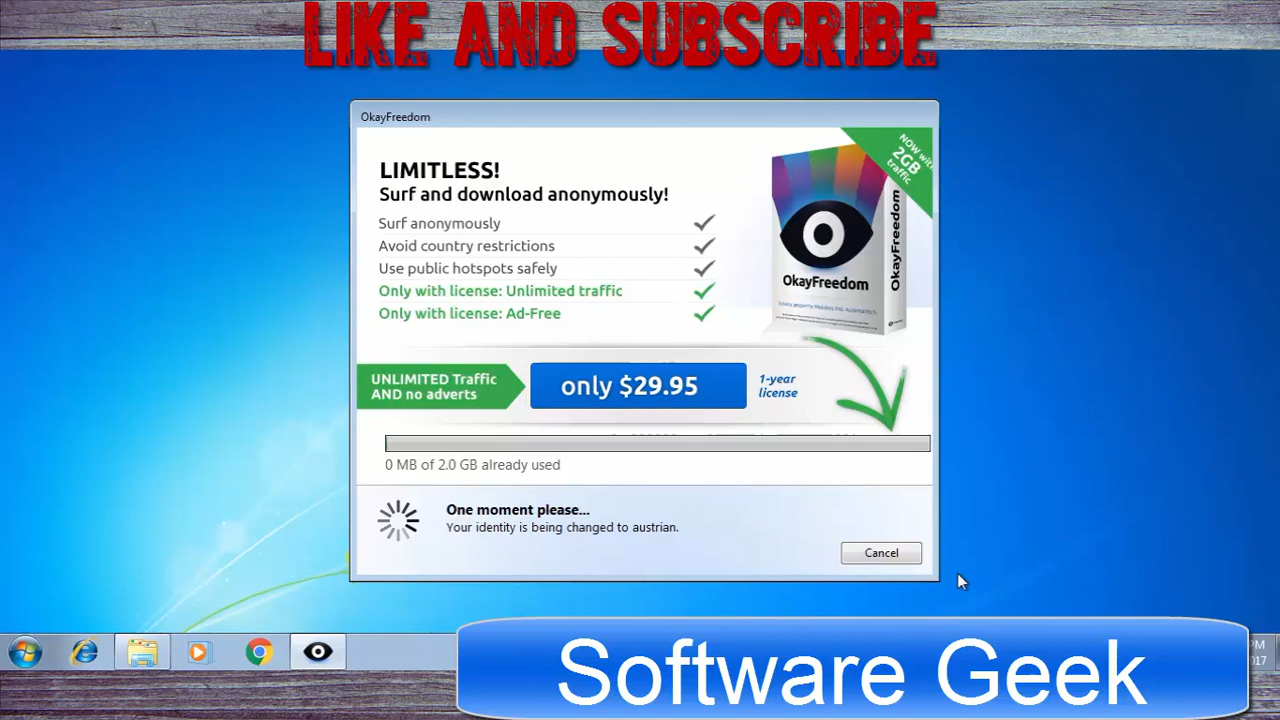 LIKE AND SUBSCRIBE
OkayFreedom
LIMITLESS!
Surf and download anonymously!
Surf anonymously
Avoid country restrictions
Use public hotspots safely
Only with license: Unlimited traffic
Only with license: Ad-Free
NOW with
2GB
traffic
OkayFreedom
OkayFreedom
UNLIMITED Traffic
AND no adverts
only $29.95
1-year
license
0 MB of 2.0 GB already used
One moment please...
Your identity is being changed to austrian.
Cancel
Software Geek
PM
017